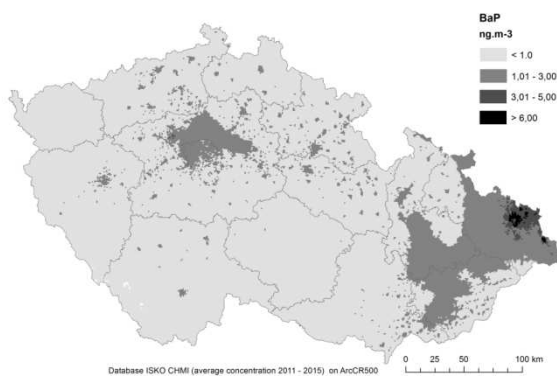 BaP
ng.m-3
< 1.0
1,01 - 3,00
3,01 - 5,00
> 6,00
Database ISKO CHMI (average concentration 2011 - 2015) on ArcCR500
0 25 50 100
km